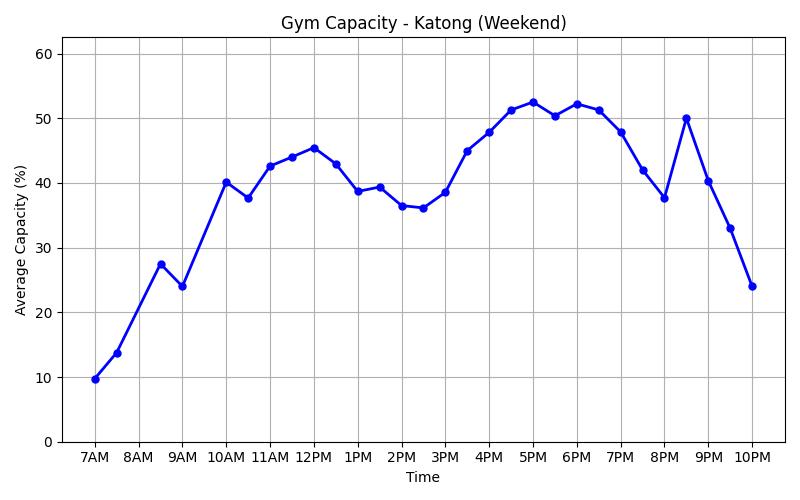 Gym Capacity - Katong (Weekend)
60
50
40
30
20
10
0
Average Capacity (%)
7AM 8AM 9AM 10AM 11AM 12PM 1PM 2PM 3PM 4PM 5PM 6PM 7PM 8PM 9PM 10PM
Time